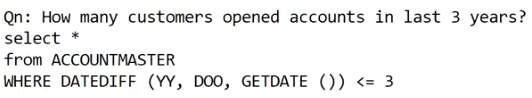 Qn: How many customers opened accounts in last 3 years?
select *
from ACCOUNTMASTER
WHERE DATEDIFF (YY, DOO, GETDATE ()) <= 3